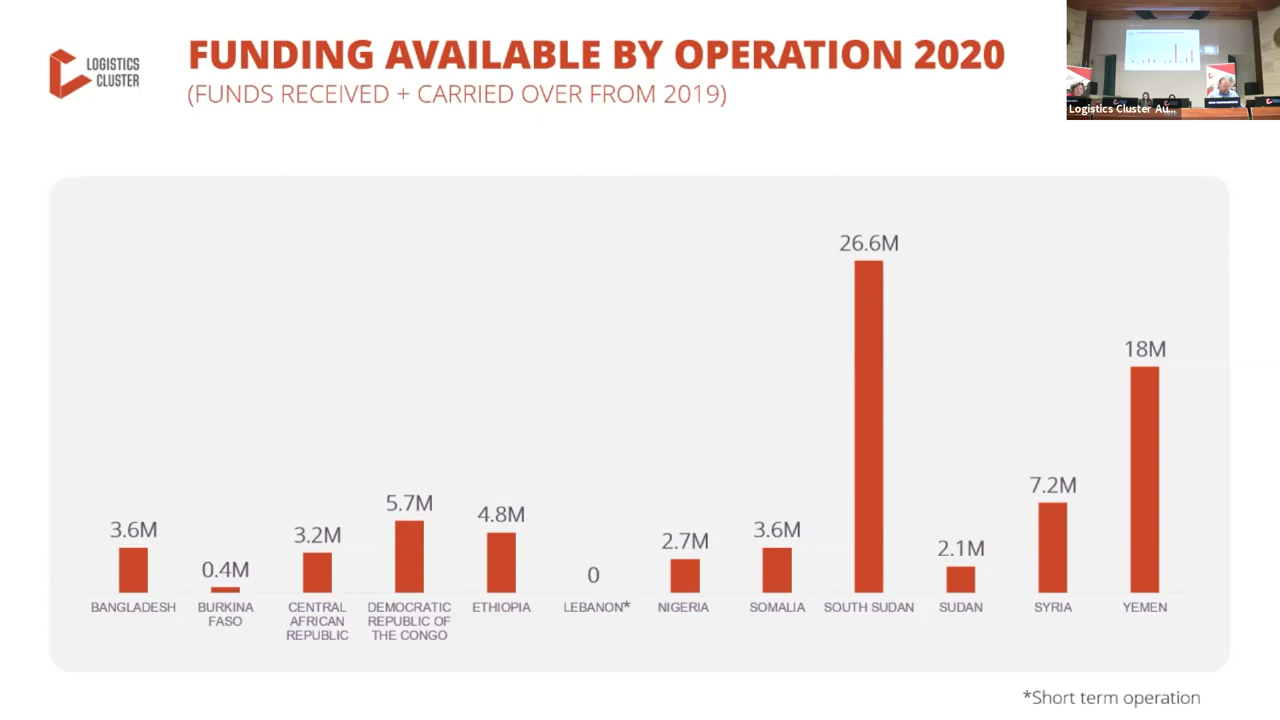 LOGISTICS
CLUSTER
FUNDING AVAILABLE BY OPERATION 2020
(FUNDS RECEIVED + CARRIED OVER FROM 2019)
Logistics Cluster Au...
26.6M
18M
7.2M
5.7M
4.8M
3.6M
3.2M
3.6M
2.7M
2.1M
0.4M
0
BANGLADESH
BURKINA
FASO
CENTRAL
AFRICAN
REPUBLIC
DEMOCRATIC
REPUBLIC OF
THE CONGO
ETHIOPIA
LEBANON*
NIGERIA
SOMALIA
SOUTH SUDAN
SUDAN
SYRIA
YEMEN
*Short term operation